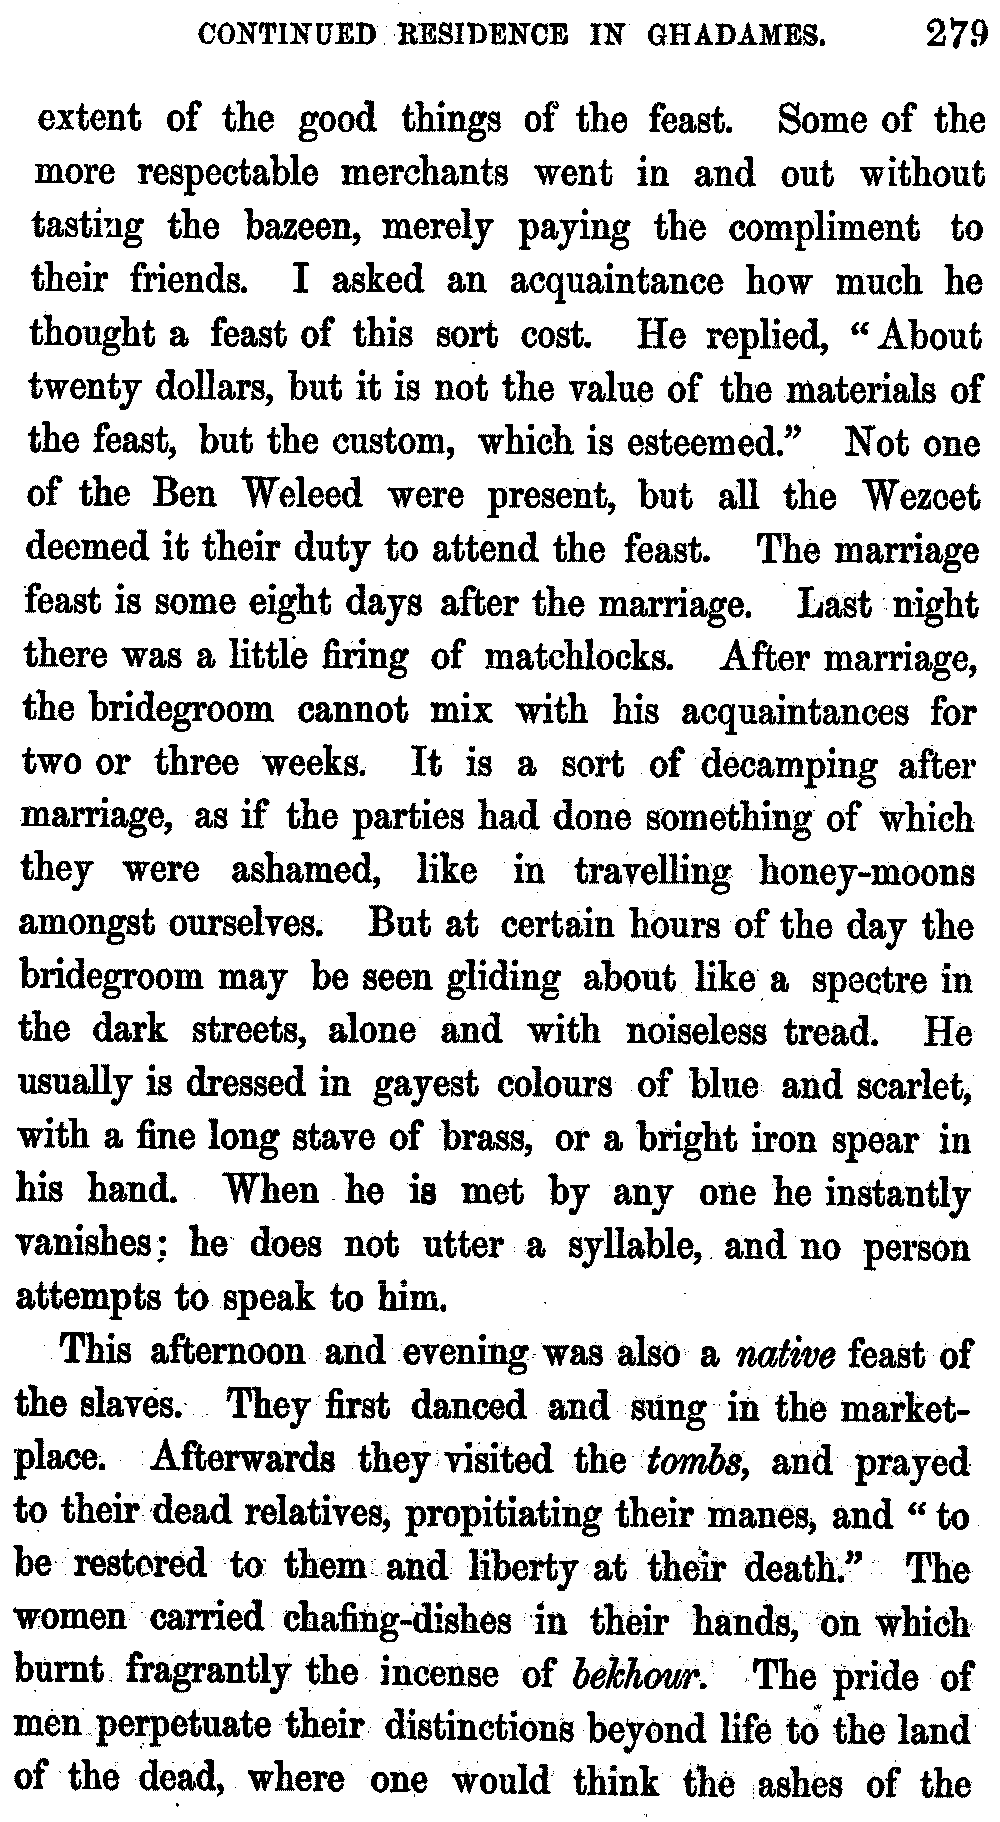 CONTINUED RESIDENCE IN GHADAMES. 279
extent of the good things of the feast. Some of the
more respectable merchants went in and out without
tasting the bazeen, merely paying the compliment to
their friends. I asked an acquaintance how much he
thought a feast of this sort cost. He replied, “About
twenty dollars, but it is not the value of the materials of
the feast, but the custom, which is esteemed.” Not one
of the Ben Weleed were present, but all the Wezeet
deemed it their duty to attend the feast. The marriage
feast is some eight days after the marriage. Last night
there was a little firing of matchlocks. After marriage,
the bridegroom cannot mix with his acquaintances for
two or three weeks. It is a sort of decamping after
marriage, as if the parties had done something of which
they were ashamed, like in travelling honey-moons
amongst ourselves. But at certain hours of the day the
bridegroom may be seen gliding about like a spectre in
the dark streets, alone and with noiseless tread. He
usually is dressed in gayest colours of blue and scarlet,
with a fine long stave of brass, or a bright iron spear in
his hand. When he is met by any one he instantly
vanishes; he does not utter a syllable, and no person
attempts to speak to him.
This afternoon and evening was also a native feast of
the slaves. They first danced and sung in the market-
place. Afterwards they visited the tombs, and prayed
to their dead relatives, propitiating their manes, and “to
be restored to them and liberty at their death.” The
women carried chafing-dishes in their hands, on which
burnt fragrantly the incense of bekhour. The pride of
men perpetuate their distinctions beyond life to the land
of the dead, where one would think the ashes of the